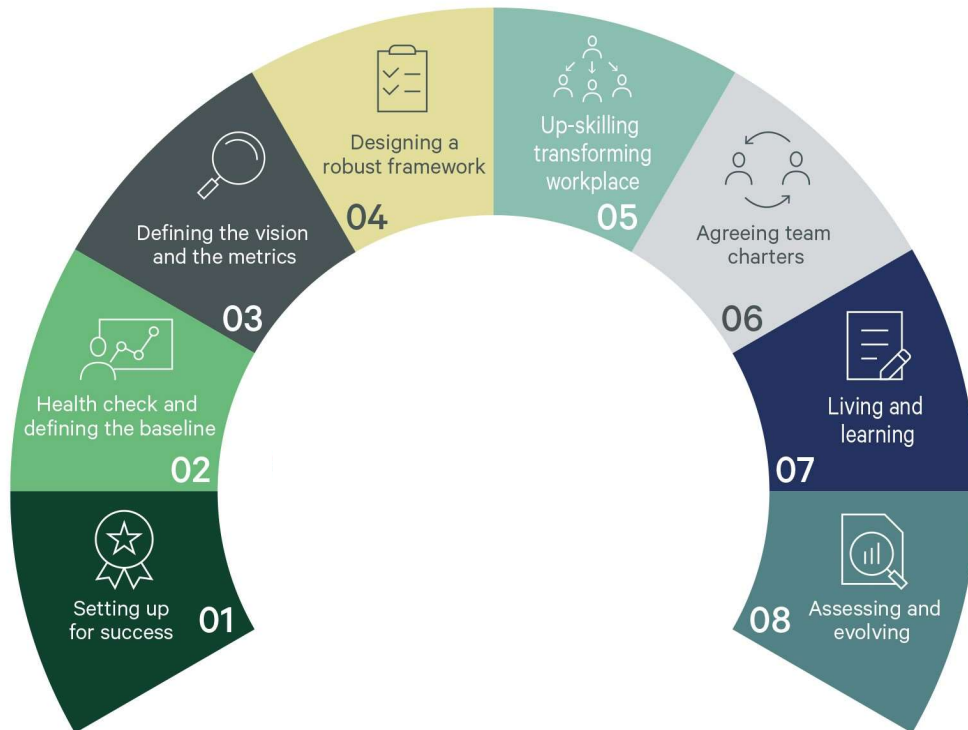 Setting up
for success
01
Health check and
defining the baseline
02
Defining the vision
and the metrics
03
Designing a
robust framework
04
Up-skilling
transforming
workplace
05
Agreeing team
charters
06
Living and
learning
07
Assessing and
evolving
08